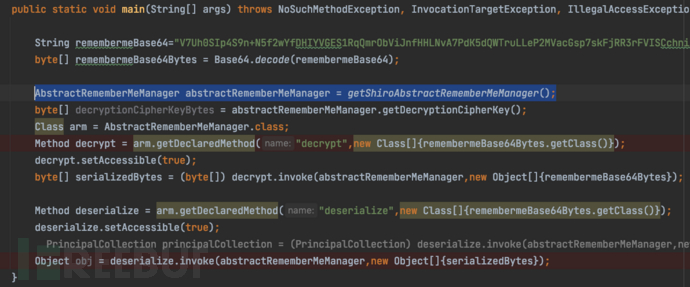 public static void main(String[] args) throws NoSuchMethodException, InvocationTargetException, IllegalAccessException
String remembermeBase64="V7Uh0SIp4S9n+N5f2wYfDHIYVGES1RqQmrObViJnfHHLNvA7PdK5dQWTruLLeP2MVacGsp7skFjRR3rFVISCchni
byte[] remembermeBase64Bytes = Base64.decode(remembermeBase64);
AbstractRememberMeManager abstractRememberMeManager = getShiroAbstractRememberMeManager();
byte[] decryptionCipherKeyBytes = abstractRememberMeManager.getDecryptionCipherKey();
Class arm = AbstractRememberMeManager.class;
Method decrypt = arm.getDeclaredMethod( name: "decrypt",new Class[]{remembermeBase64Bytes.getClass()});
decrypt.setAccessible(true);
byte[] serializedBytes = (byte[]) decrypt.invoke(abstractRememberMeManager,new Object[]{remembermeBase64Bytes});
Method deserialize = arm.getDeclaredMethod( name: "deserialize",new Class[]{remembermeBase64Bytes.getClass()});
deserialize.setAccessible(true);
PrincipalCollection principalCollection = (PrincipalCollection) deserialize.invoke(abstractRememberMeManager,ne
Object obj = deserialize.invoke(abstractRememberMeManager,new Object[]{serializedBytes});
}
REEBUF